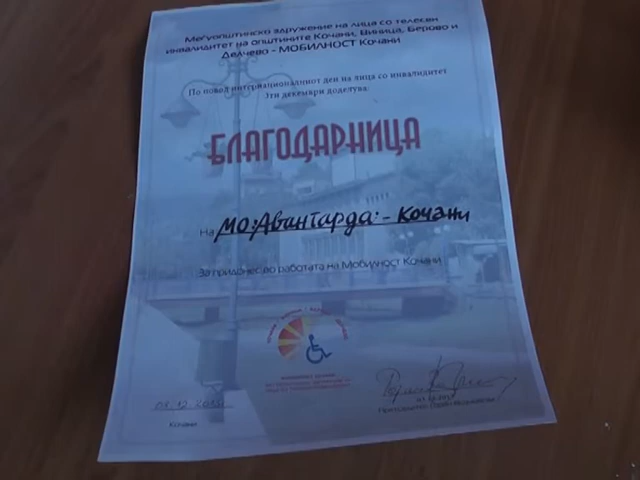 Меѓуопштинско здружение на лица со телесен
инвалидитет на општините Кочани, Виница, Берово и
Делчево - МОБИЛНОСТ Кочани
По повод интернационалниот ден на лица со инвалидитет
3ти декември доделува:
БЛАГОДАРНИЦА
На МО:Авангарда:- Кочани
За придонес во работата на Мобилност Кочани
Кочани